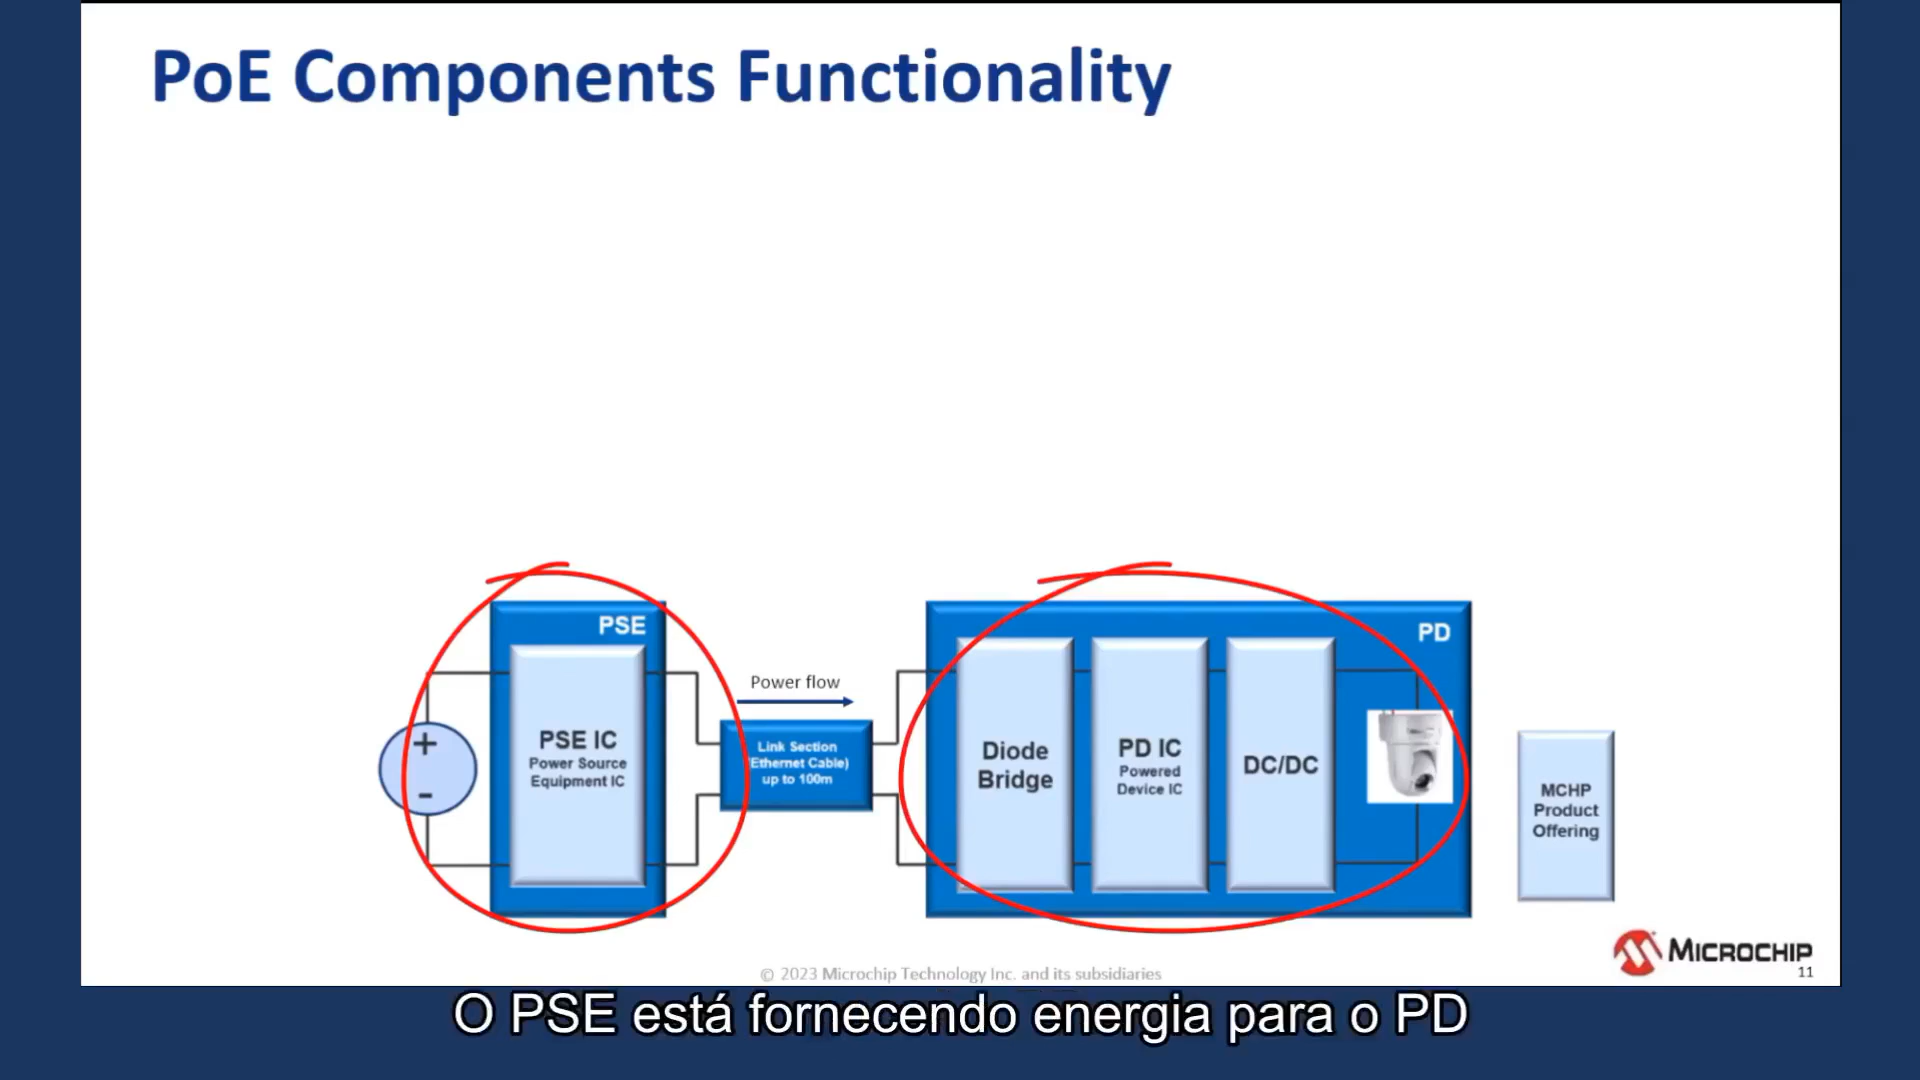 PoE Components Functionality
PSE
PSE IC
Power Source
Equipment IC
+
-
Power flow
Link Section
(Ethernet Cable)
up to 100m
PD
Diode
Bridge
PD IC
Powered
Device IC
DC/DC
MCHP
Product
Offering
MICROCHIP
11
© 2023 Microchip Technology Inc. and its subsidiaries
O PSE está fornecendo energia para o PD